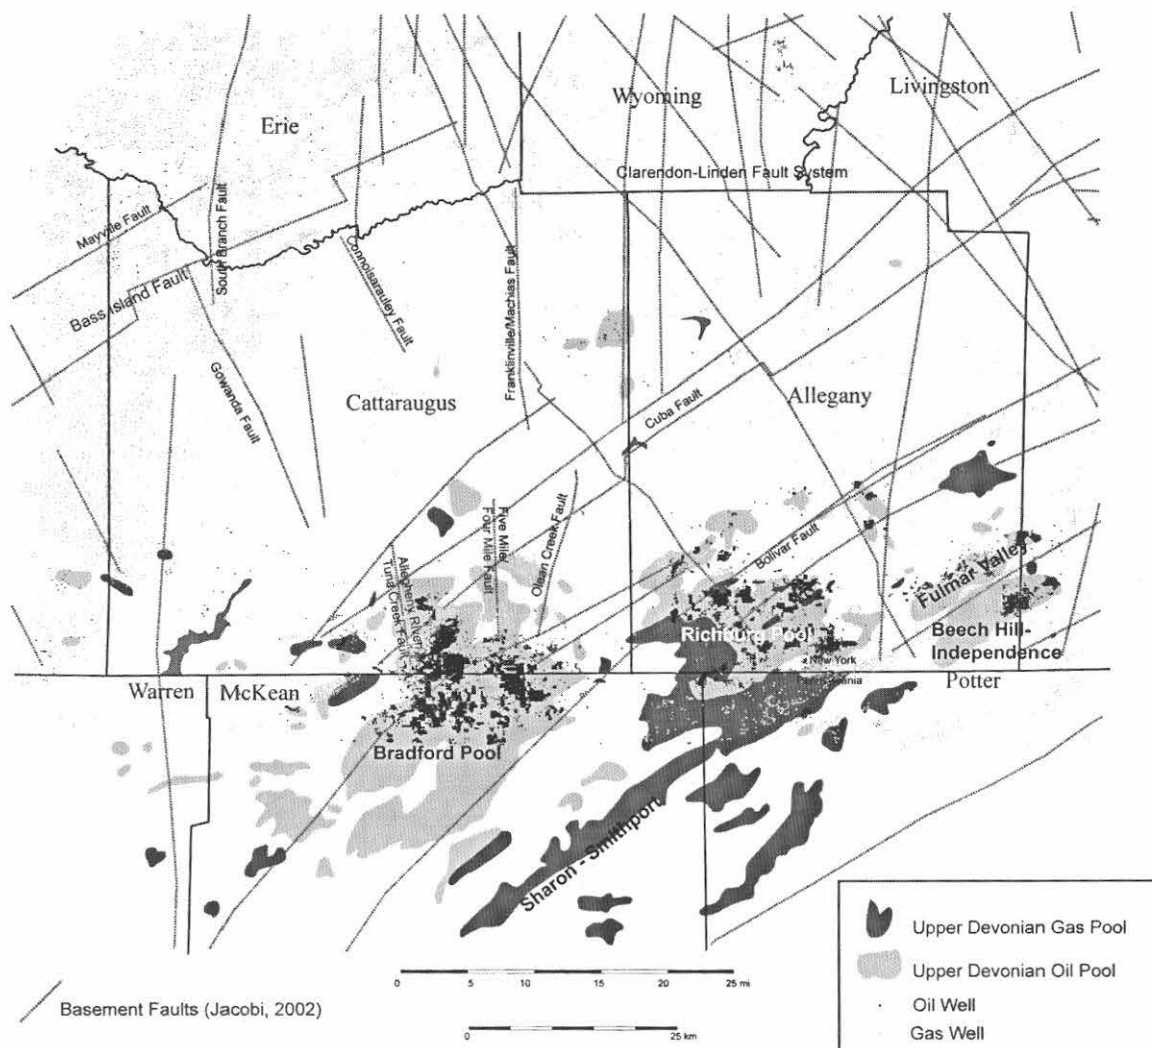 Wyoming
Livingston
Erie
Clarendon-Linden Fault System
Mayville Fault
South Branch Fault
Bass Island Fault
Connoisarauley Fault
Franklinville/Machias Fault
Gowanda Fault
Cattaraugus
Cuba Fault
Allegany
Five Mile/
Four Mile Fault
Olean Creek Fault
Bolivar Fault
Allegheny River/
Tuna Creek Fault
Fulmar Valley
Richburg Pool
Beech Hill-
Independence
New York
Pennsylvania
Warren
McKean
Potter
Bradford Pool
Sharon - Smithport
Upper Devonian Gas Pool
Upper Devonian Oil Pool
Oil Well
Gas Well
0 5 10 15 20 25 mi
0 25 km
Basement Faults (Jacobi, 2002)